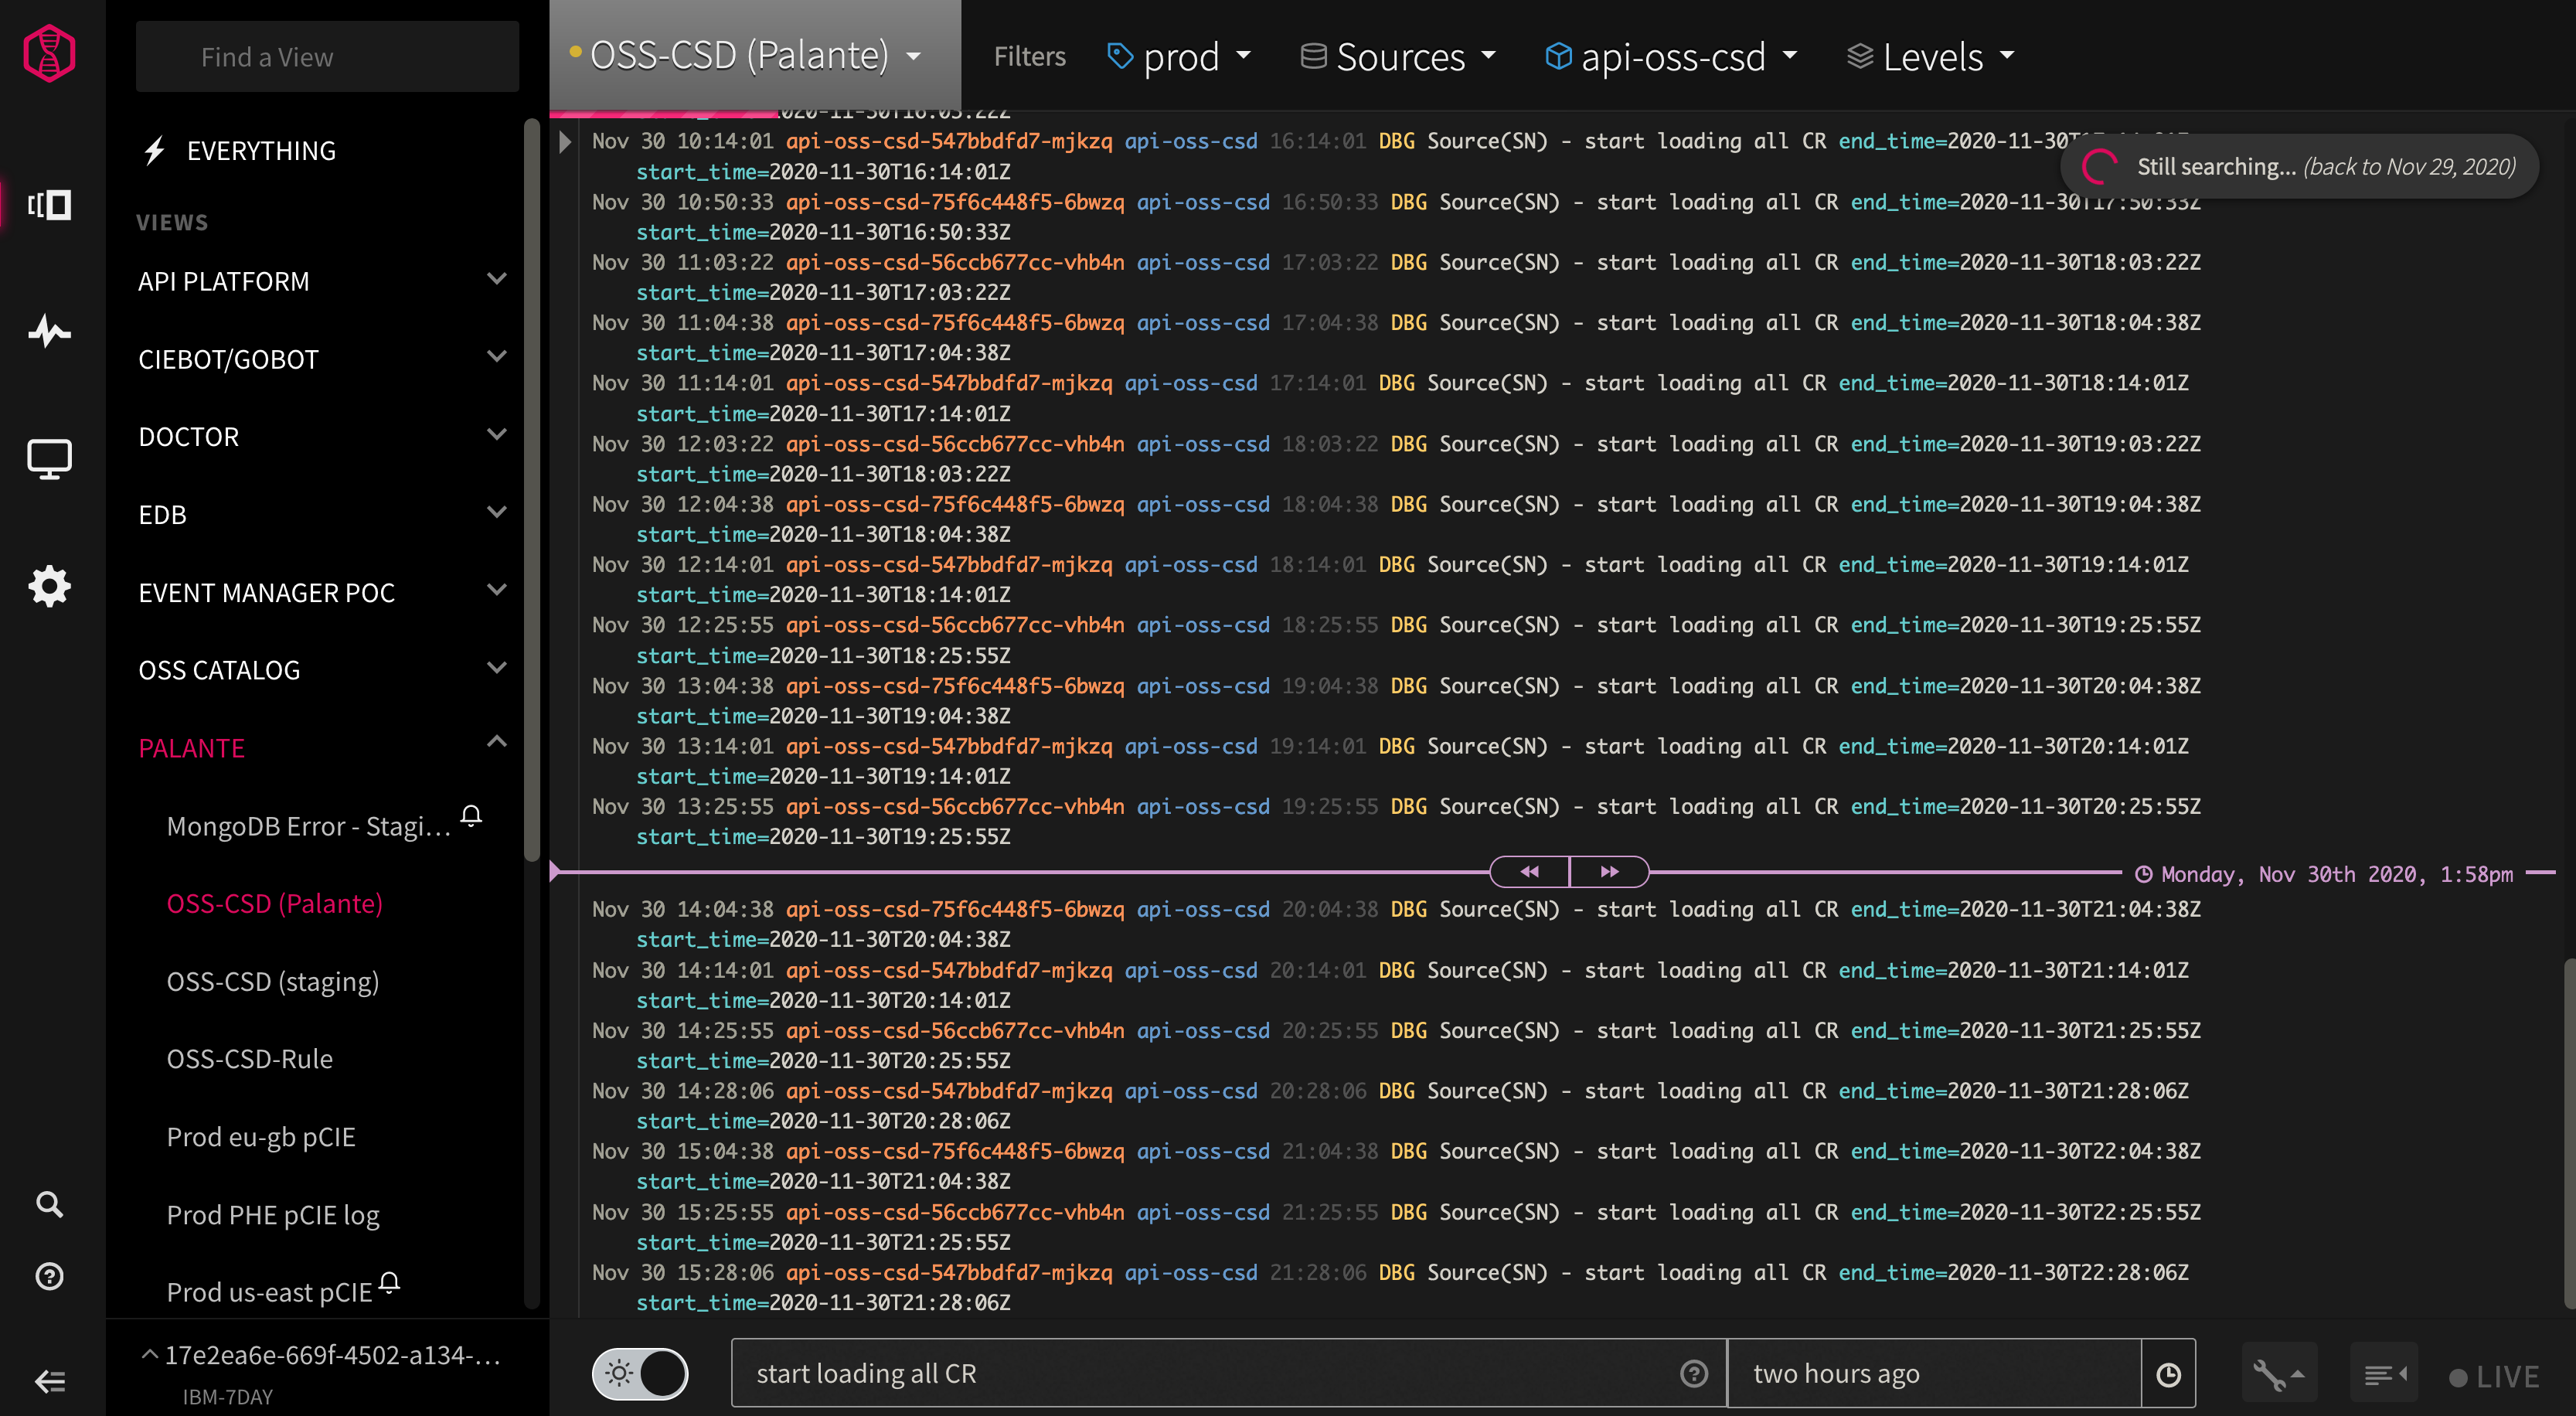 Find a View
EVERYTHING
VIEWS
API PLATFORM
CIEBOT/GOBOT
DOCTOR
EDB
EVENT MANAGER POC
OSS CATALOG
PALANTE
MongoDB Error - Stagi...
OSS-CSD (Palante)
OSS-CSD (staging)
OSS-CSD-Rule
Prod eu-gb pCIE
Prod PHE pCIE log
Prod us-east pCIE
17e2ea6e-669f-4502-a134-...
IBM-7DAY
OSS-CSD (Palante)
Filters
prod
Sources
api-oss-csd
Levels
Still searching... (back to Nov 29, 2020)
Nov 30 10:14:01 api-oss-csd-547bbdfd7-mjkzq api-oss-csd 16:14:01 DBG Source(SN) - start loading all CR
start_time=2020-11-30T16:14:01Z
Nov 30 10:50:33 api-oss-csd-75f6c448f5-6bwzq api-oss-csd 16:50:33 DBG Source(SN) - start loading all CR end_time=2020-11-30T17:50:33Z
start_time=2020-11-30T16:50:33Z
Nov 30 11:03:22 api-oss-csd-56ccb677cc-vhb4n api-oss-csd 17:03:22 DBG Source(SN) - start loading all CR end_time=2020-11-30T18:03:22Z
start_time=2020-11-30T17:03:22Z
Nov 30 11:04:38 api-oss-csd-75f6c448f5-6bwzq api-oss-csd 17:04:38 DBG Source(SN) - start loading all CR end_time=2020-11-30T18:04:38Z
start_time=2020-11-30T17:04:38Z
Nov 30 11:14:01 api-oss-csd-547bbdfd7-mjkzq api-oss-csd 17:14:01 DBG Source(SN) - start loading all CR end_time=2020-11-30T18:14:01Z
start_time=2020-11-30T17:14:01Z
Nov 30 12:03:22 api-oss-csd-56ccb677cc-vhb4n api-oss-csd 18:03:22 DBG Source(SN) - start loading all CR end_time=2020-11-30T19:03:22Z
start_time=2020-11-30T18:03:22Z
Nov 30 12:04:38 api-oss-csd-75f6c448f5-6bwzq api-oss-csd 18:04:38 DBG Source(SN) - start loading all CR end_time=2020-11-30T19:04:38Z
start_time=2020-11-30T18:04:38Z
Nov 30 12:14:01 api-oss-csd-547bbdfd7-mjkzq api-oss-csd 18:14:01 DBG Source(SN) - start loading all CR end_time=2020-11-30T19:14:01Z
start_time=2020-11-30T18:14:01Z
Nov 30 12:25:55 api-oss-csd-56ccb677cc-vhb4n api-oss-csd 18:25:55 DBG Source(SN) - start loading all CR end_time=2020-11-30T19:25:55Z
start_time=2020-11-30T18:25:55Z
Nov 30 13:04:38 api-oss-csd-75f6c448f5-6bwzq api-oss-csd 19:04:38 DBG Source(SN) - start loading all CR end_time=2020-11-30T20:04:38Z
start_time=2020-11-30T19:04:38Z
Nov 30 13:14:01 api-oss-csd-547bbdfd7-mjkzq api-oss-csd 19:14:01 DBG Source(SN) - start loading all CR end_time=2020-11-30T20:14:01Z
start_time=2020-11-30T19:14:01Z
Nov 30 13:25:55 api-oss-csd-56ccb677cc-vhb4n api-oss-csd 19:25:55 DBG Source(SN) - start loading all CR end_time=2020-11-30T20:25:55Z
start_time=2020-11-30T19:25:55Z
Monday, Nov 30th 2020, 1:58pm
Nov 30 14:04:38 api-oss-csd-75f6c448f5-6bwzq api-oss-csd 20:04:38 DBG Source(SN) - start loading all CR end_time=2020-11-30T21:04:38Z
start_time=2020-11-30T20:04:38Z
Nov 30 14:14:01 api-oss-csd-547bbdfd7-mjkzq api-oss-csd 20:14:01 DBG Source(SN) - start loading all CR end_time=2020-11-30T21:14:01Z
start_time=2020-11-30T20:14:01Z
Nov 30 14:25:55 api-oss-csd-56ccb677cc-vhb4n api-oss-csd 20:25:55 DBG Source(SN) - start loading all CR end_time=2020-11-30T21:25:55Z
start_time=2020-11-30T20:25:55Z
Nov 30 14:28:06 api-oss-csd-547bbdfd7-mjkzq api-oss-csd 20:28:06 DBG Source(SN) - start loading all CR end_time=2020-11-30T21:28:06Z
start_time=2020-11-30T20:28:06Z
Nov 30 15:04:38 api-oss-csd-75f6c448f5-6bwzq api-oss-csd 21:04:38 DBG Source(SN) - start loading all CR end_time=2020-11-30T22:04:38Z
start_time=2020-11-30T21:04:38Z
Nov 30 15:25:55 api-oss-csd-56ccb677cc-vhb4n api-oss-csd 21:25:55 DBG Source(SN) - start loading all CR end_time=2020-11-30T22:25:55Z
start_time=2020-11-30T21:25:55Z
Nov 30 15:28:06 api-oss-csd-547bbdfd7-mjkzq api-oss-csd 21:28:06 DBG Source(SN) - start loading all CR end_time=2020-11-30T22:28:06Z
start_time=2020-11-30T21:28:06Z
start loading all CR
two hours ago
LIVE